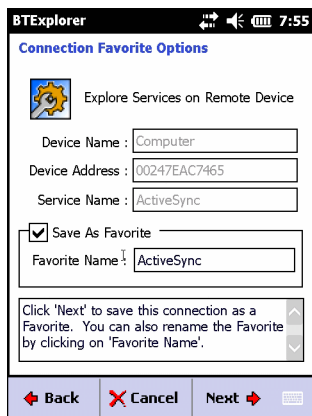 BTExplorer 7:55
Connection Favorite Options
Explore Services on Remote Device
Device Name : Computer
Device Address : 00247EAC7465
Service Name : ActiveSync
Save As Favorite
Favorite Name : ActiveSync
Click 'Next' to save this connection as a
Favorite. You can also rename the Favorite
by clicking on 'Favorite Name'.
Back Cancel Next